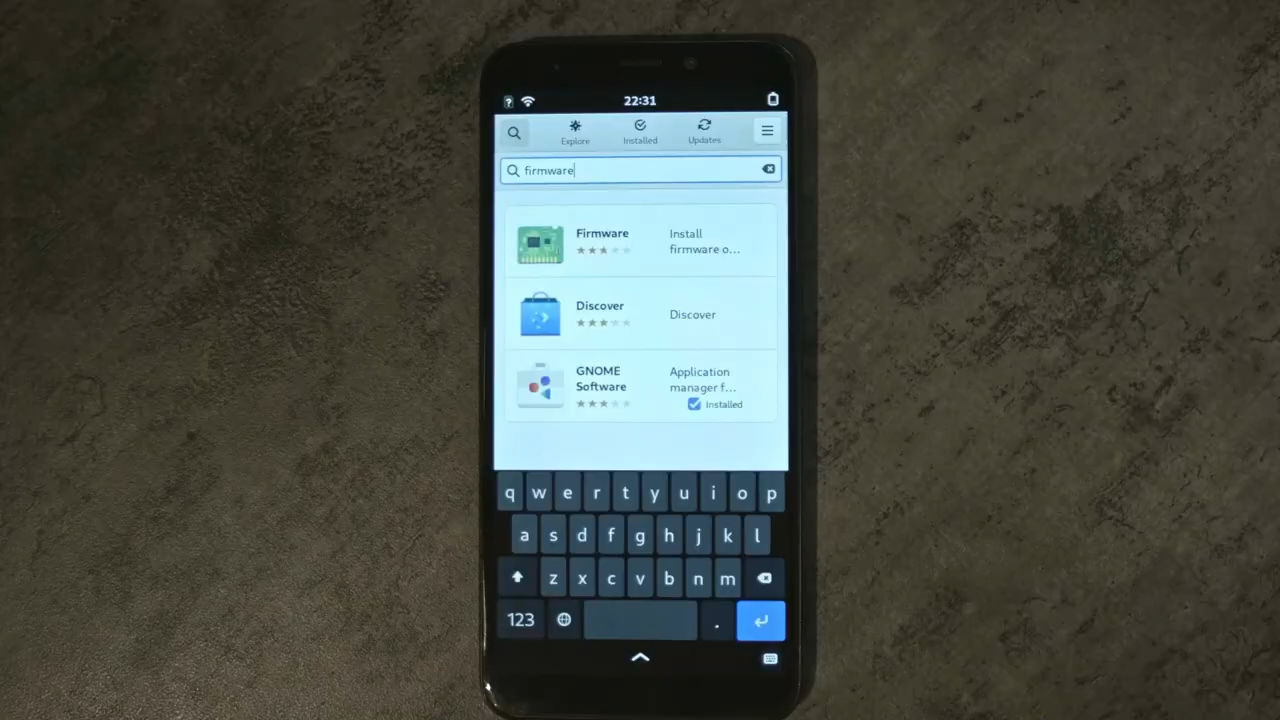 22:31
Explore
Installed
Updates
firmware
Firmware
Install
firmware o...
Discover
Discover
GNOME
Software
Application
manager f...
Installed
q w e r t y u i o p
a s d f g h j k l
z x c v b n m
123 .